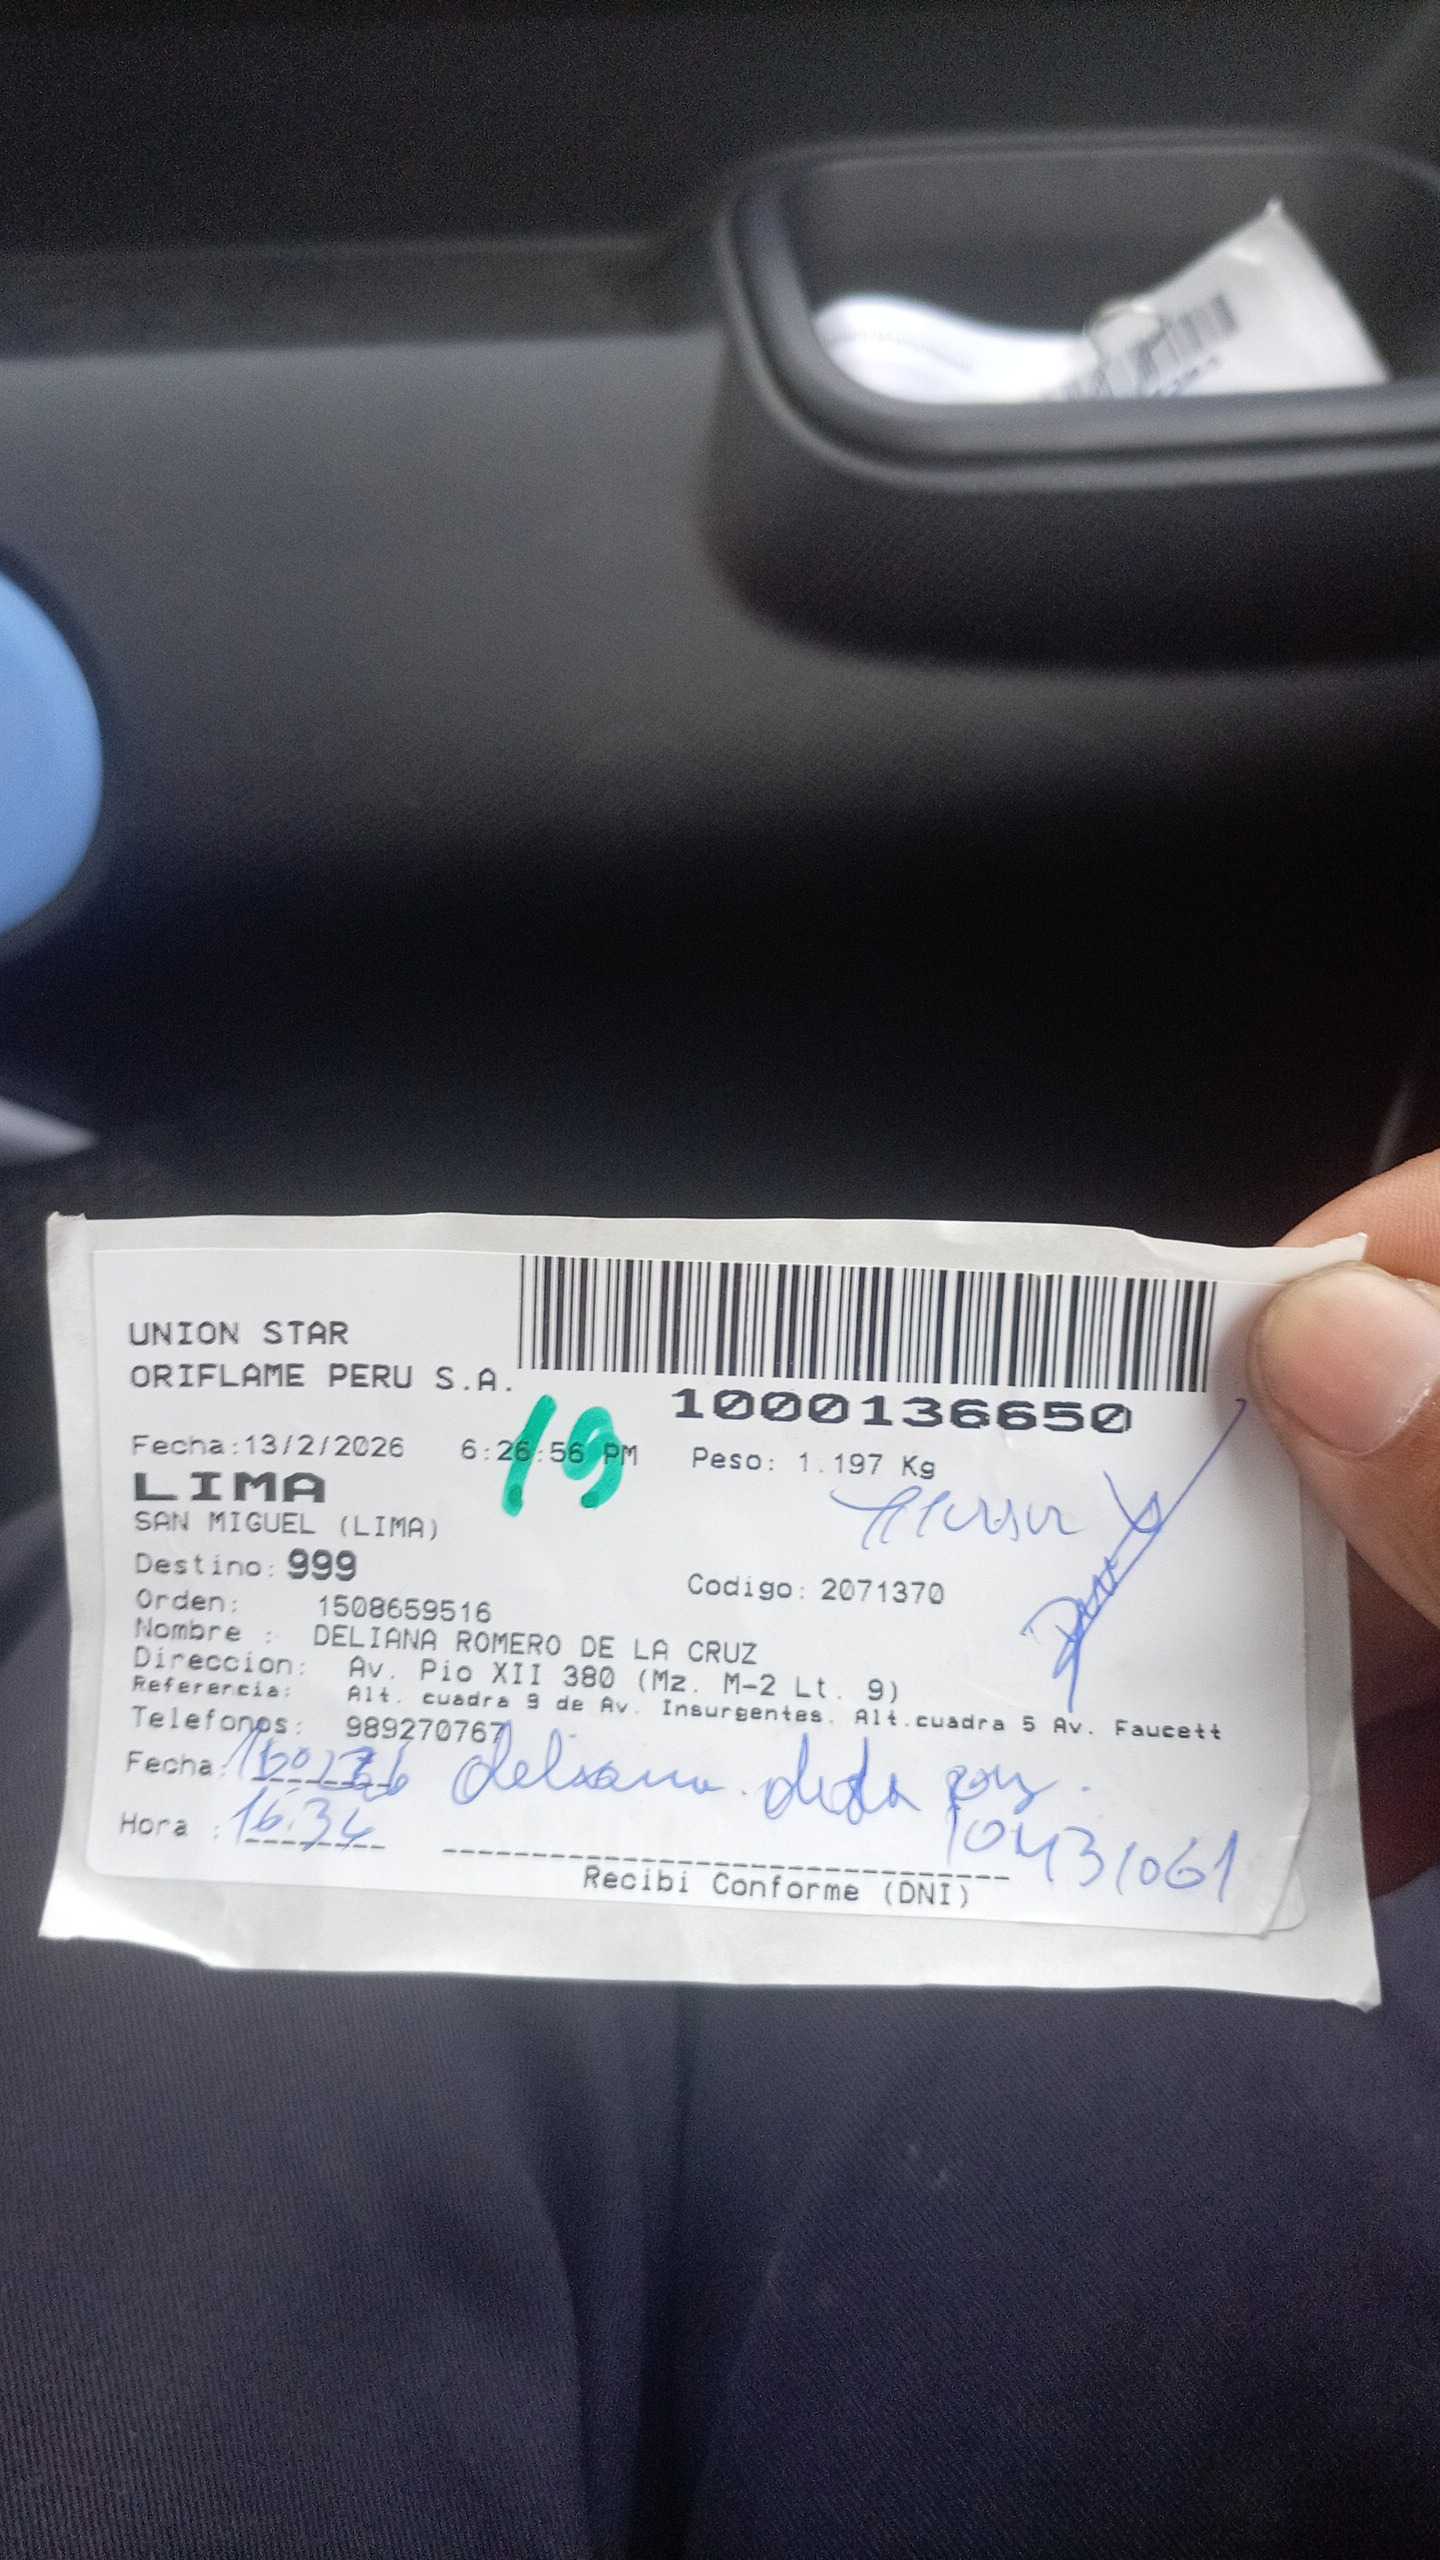 UNION STAR
ORIFLAME PERU S.A.
1000136650
19
Fecha:13/2/2026 6:26:56 PM Peso: 1.197 Kg
LIMA
SAN MIGUEL (LIMA)
Destino: 999
Codigo: 2071370
Orden: 1508659516
Nombre : DELIANA ROMERO DE LA CRUZ
Direccion: Av. Pio XII 380 (Mz. M-2 Lt. 9)
Referencia: Alt. cuadra 9 de Av. Insurgentes. Alt.cuadra 5 Av. Faucett
Telefonos: 989270767
Fecha: Deliana de la
Hora : 16:34 10431061
Recibi Conforme (DNI)